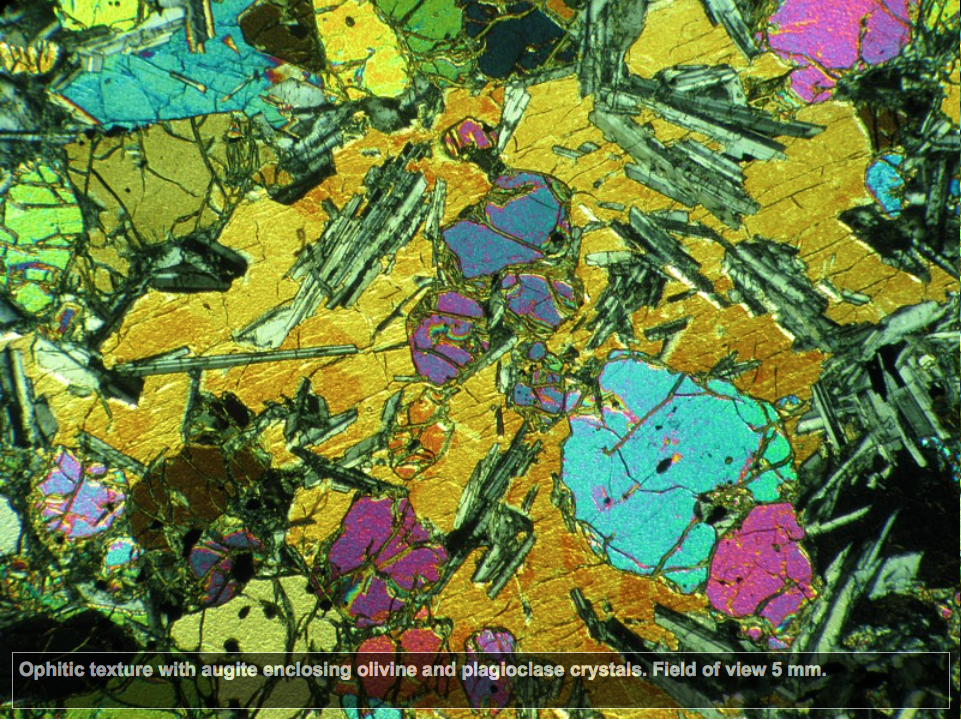 Ophitic texture with augite enclosing olivine and plagioclase crystals. Field of view 5 mm.